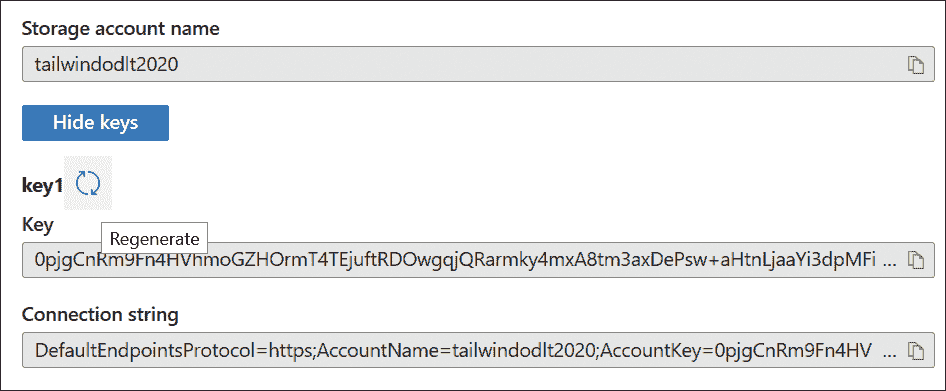 Storage account name
tailwindodlt2020
Hide keys
key1
Key
Regenerate
0pjgCnRm9Fn4HVhmoGZHOrmT4TEjuftRDOwgqjQRarmky4mxA8tm3axDePsw+aHtnLjaaYi3dpMFi ...
Connection string
DefaultEndpointsProtocol=https;AccountName=tailwindodlt2020;AccountKey=0pjgCnRm9Fn4HV ...